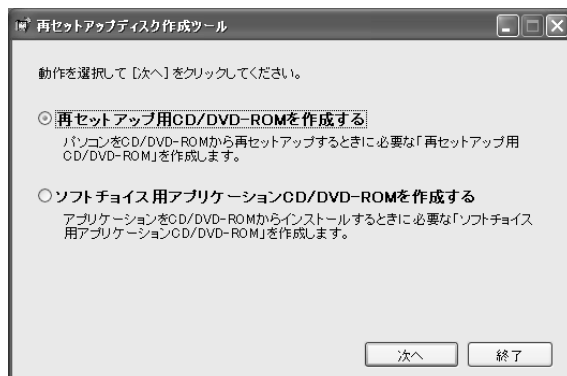 再セットアップディスク作成ツール
動作を選択して [次へ] をクリックしてください。
再セットアップ用CD/DVD-ROMを作成する
パソコンをCD/DVD-ROMから再セットアップするときに必要な「再セットアップ用
CD/DVD-ROM」を作成します。
ソフトチョイス用アプリケーションCD/DVD-ROMを作成する
アプリケーションをCD/DVD-ROMからインストールするときに必要な「ソフトチョイス
用アプリケーションCD/DVD-ROM」を作成します。
次へ
終了